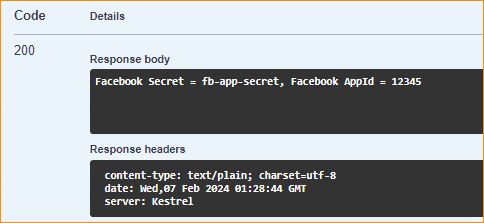 Code Details
200
Response body
Facebook Secret = fb-app-secret, Facebook AppId = 12345
Response headers
content-type: text/plain; charset=utf-8
date: Wed,07 Feb 2024 01:28:44 GMT
server: Kestrel